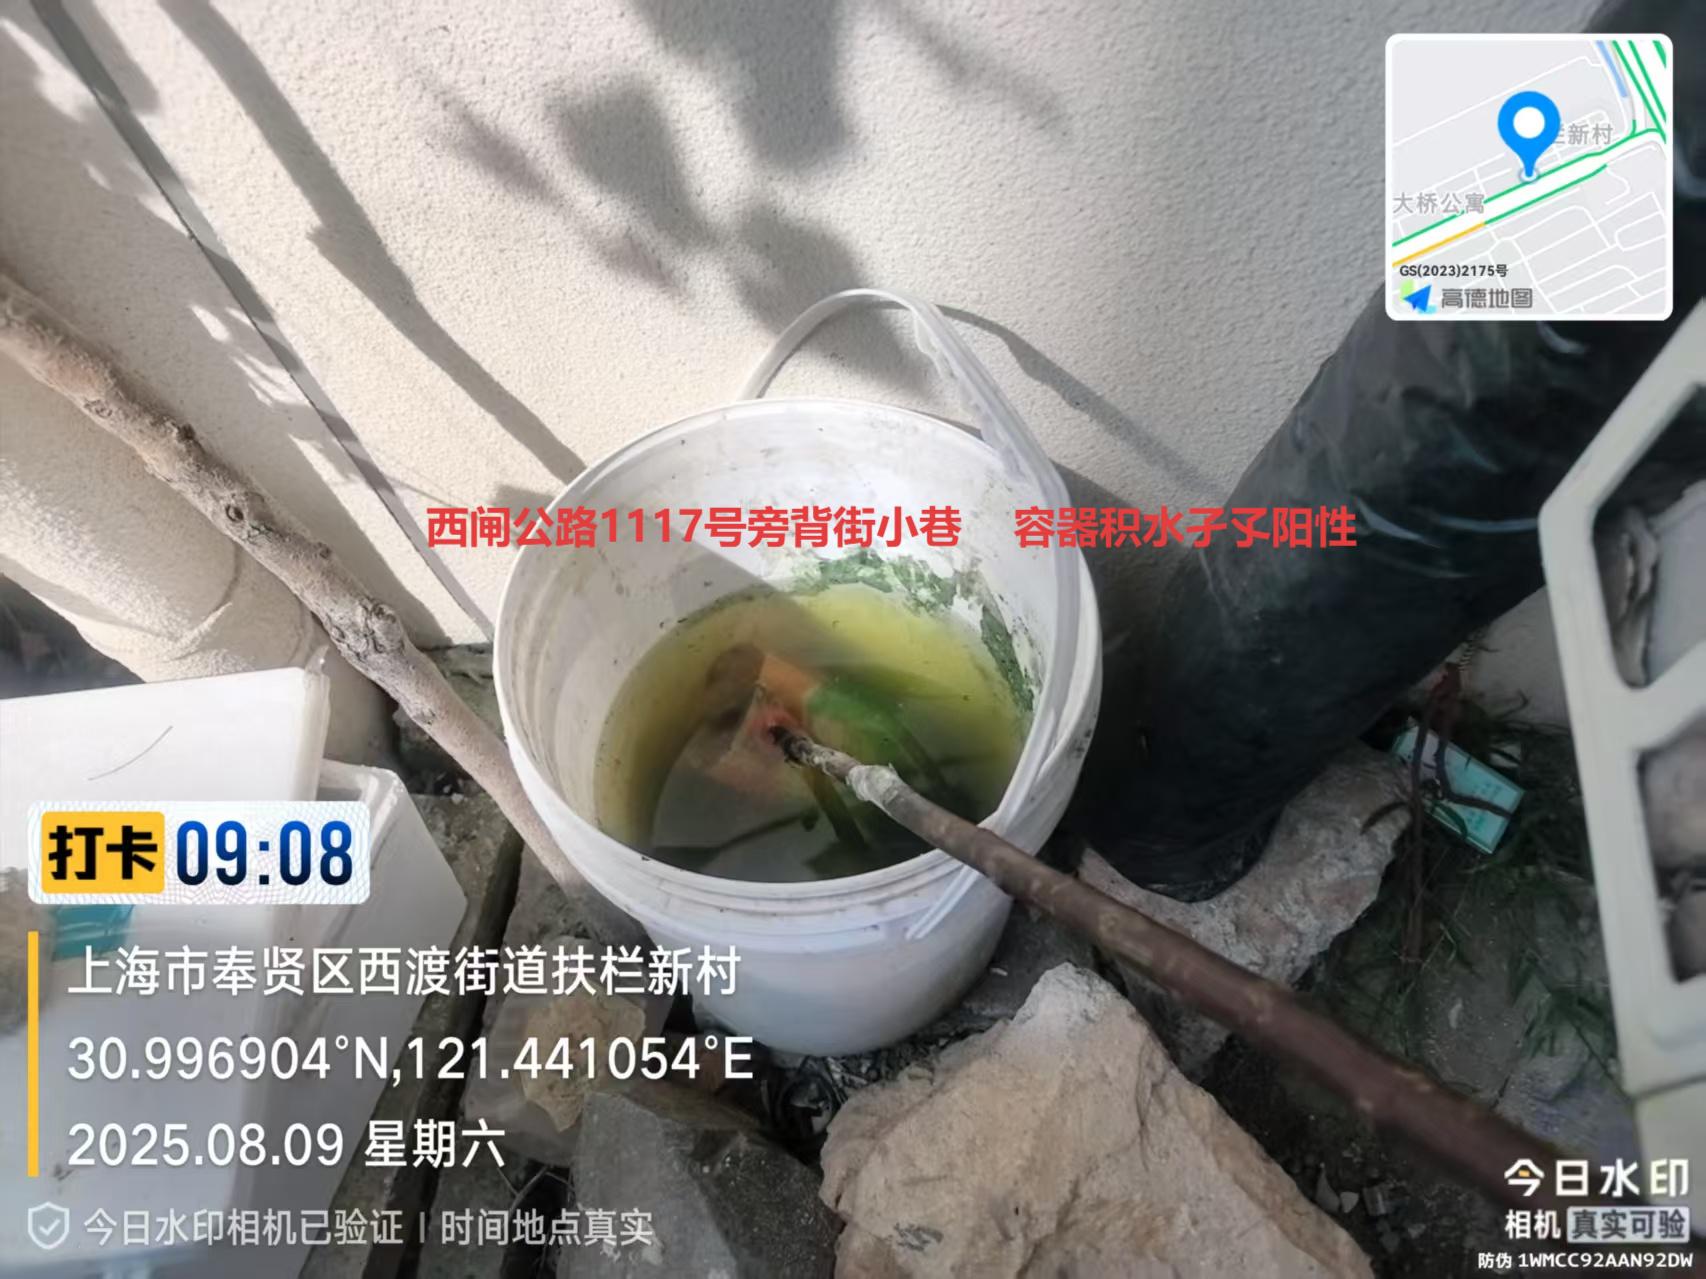 新村
大桥公寓
GS(2023)2175号
高德地图
西闸公路1117号旁背街小巷 容器积水孑孓阳性
打卡 09:08
上海市奉贤区西渡街道扶栏新村
30.996904°N,121.441054°E
2025.08.09 星期六
今日水印相机已验证 | 时间地点真实
今日水印
相机 真实可验
防伪 1WMCC92AAN92DW